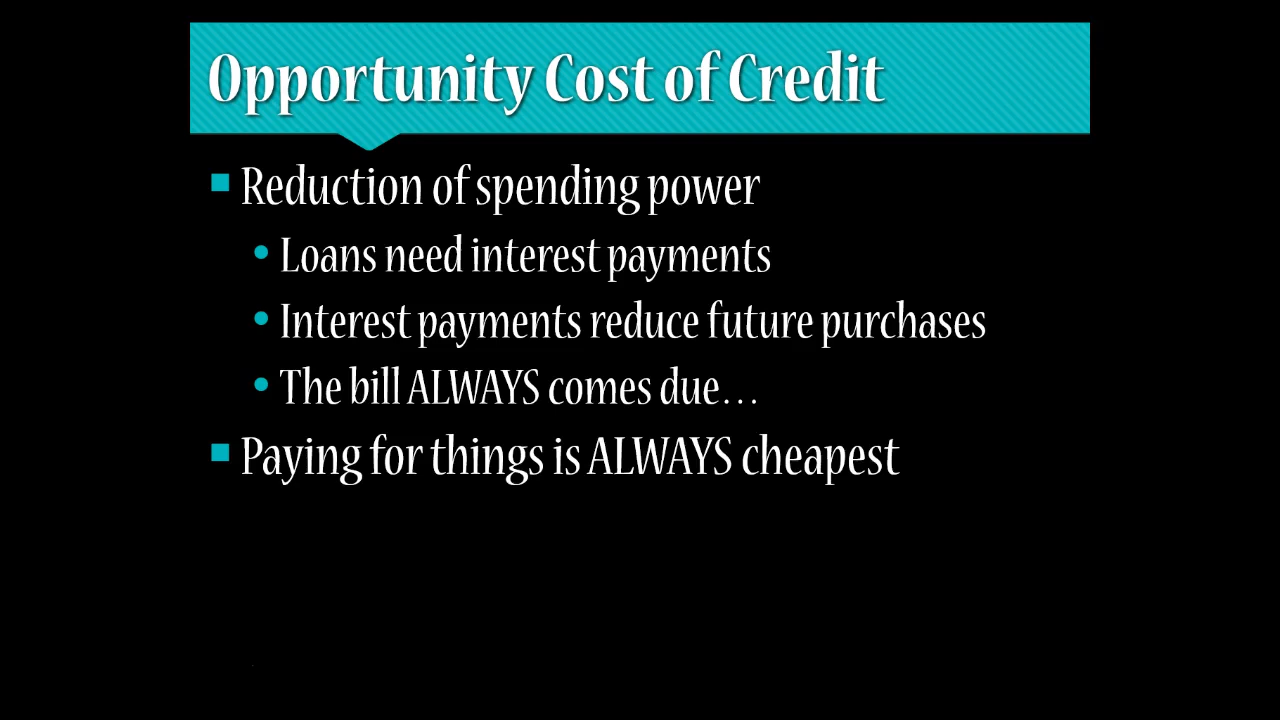 Opportunity Cost of Credit
Reduction of spending power
Loans need interest payments
Interest payments reduce future purchases
The bill ALWAYS comes due…
Paying for things is ALWAYS cheapest